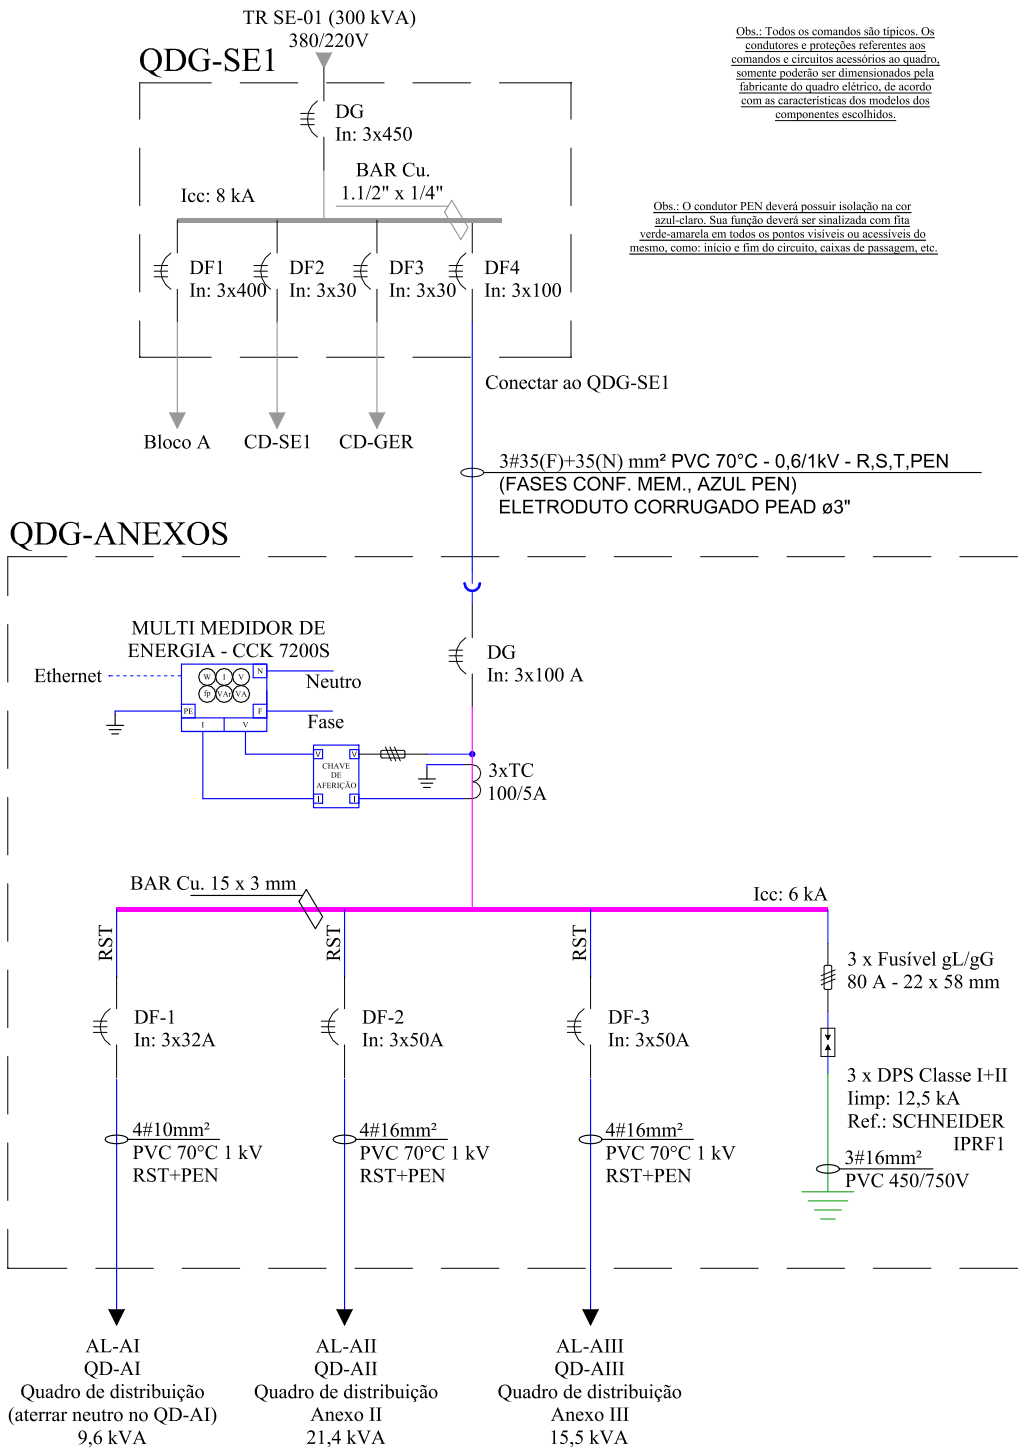 TR SE-01 (300 kVA)
380/220V
QDG-SE1
Obs.: Todos os comandos são típicos. Os
condutores e proteções referentes aos
comandos e circuitos acessórios ao quadro,
somente poderão ser dimensionados pela
fabricante do quadro elétrico, de acordo
com as características dos modelos dos
componentes escolhidos.
DG
In: 3x450
BAR Cu.
1.1/2" x 1/4"
Icc: 8 kA
Obs.: O condutor PEN deverá possuir isolação na cor
azul-claro. Sua função deverá ser sinalizada com fita
verde-amarela em todos os pontos visiveis ou acessíveis do
mesmo, como: início e fim do circuito, caixas de passagem, etc.
DF1
In: 3x400
DF2
In: 3x30
DF3
In: 3x30
DF4
In: 3x100
Conectar ao QDG-SE1
Bloco A
CD-SE1
CD-GER
3#35(F)+35(N) mm² PVC 70°C - 0,6/1kV - R,S,T,PEN
(FASES CONF. MEM., AZUL PEN)
ELETRODUTO CORRUGADO PEAD ø3"
QDG-ANEXOS
MULTI MEDIDOR DE
ENERGIA - CCK 7200S
Ethernet
W I V
fp VAr VA
N
Neutro
PE
F
Fase
I V
DG
In: 3x100 A
V V
CHAVE
DE
AFERIÇÃO
I I
3xTC
100/5A
BAR Cu. 15 x 3 mm
Icc: 6 kA
RST
RST
RST
3 x Fusível gL/gG
80 A - 22 x 58 mm
DF-1
In: 3x32A
DF-2
In: 3x50A
DF-3
In: 3x50A
3 x DPS Classe I+II
Iimp: 12,5 kA
Ref.: SCHNEIDER
IPRF1
4#10mm²
PVC 70°C 1 kV
RST+PEN
4#16mm²
PVC 70°C 1 kV
RST+PEN
4#16mm²
PVC 70°C 1 kV
RST+PEN
3#16mm²
PVC 450/750V
AL-AI
QD-AI
Quadro de distribuição
(aterrar neutro no QD-AI)
9,6 kVA
AL-AII
QD-AII
Quadro de distribuição
Anexo II
21,4 kVA
AL-AIII
QD-AIII
Quadro de distribuição
Anexo III
15,5 kVA